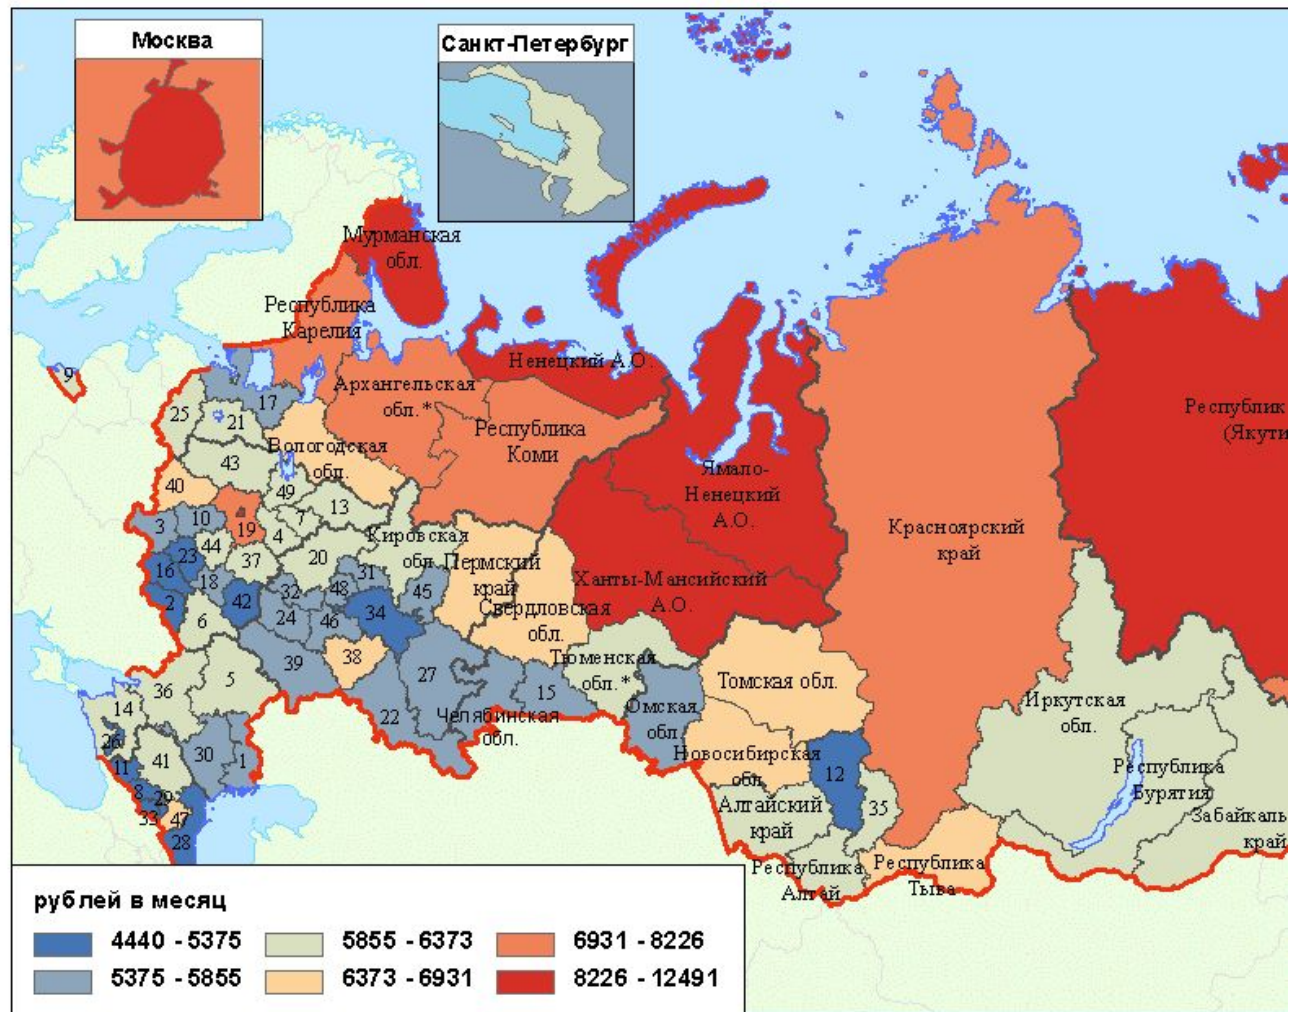 Москва
Санкт-Петербург
Мурманская
обл.
Республика
Карелия
Ненецкий А.О.
9
Архангельская
обл.*
17
25
21
Республика
Коми
Республик
(Якути
Вологодская
обл.
43
Ямало-
Ненецкий
А.О.
40
49
13
3
10
19
7
4
Кировская
обл
Красноярский
край
44
23
37
20
Пермский
край
16
18
31
Ханты-Мансийский
А.О.
2
42
32
48
45
24
46
34
Свердловская
обл.
6
39
38
27
Тюменская
обл.*
Томская обл.
5
36
15
14
22
Челябинская
обл.
Омская
обл.
Иркутская
обл.
26
41
30
1
Новосибирская
обл
12
Республика
Бурятия
11
8
29
33
47
28
Алтайский
край
35
Забайкаль
край
Республика
Алтай
Республика
Тыва
рублей в месяц
4440 - 5375
5855 - 6373
6931 - 8226
5375 - 5855
6373 - 6931
8226 - 12491